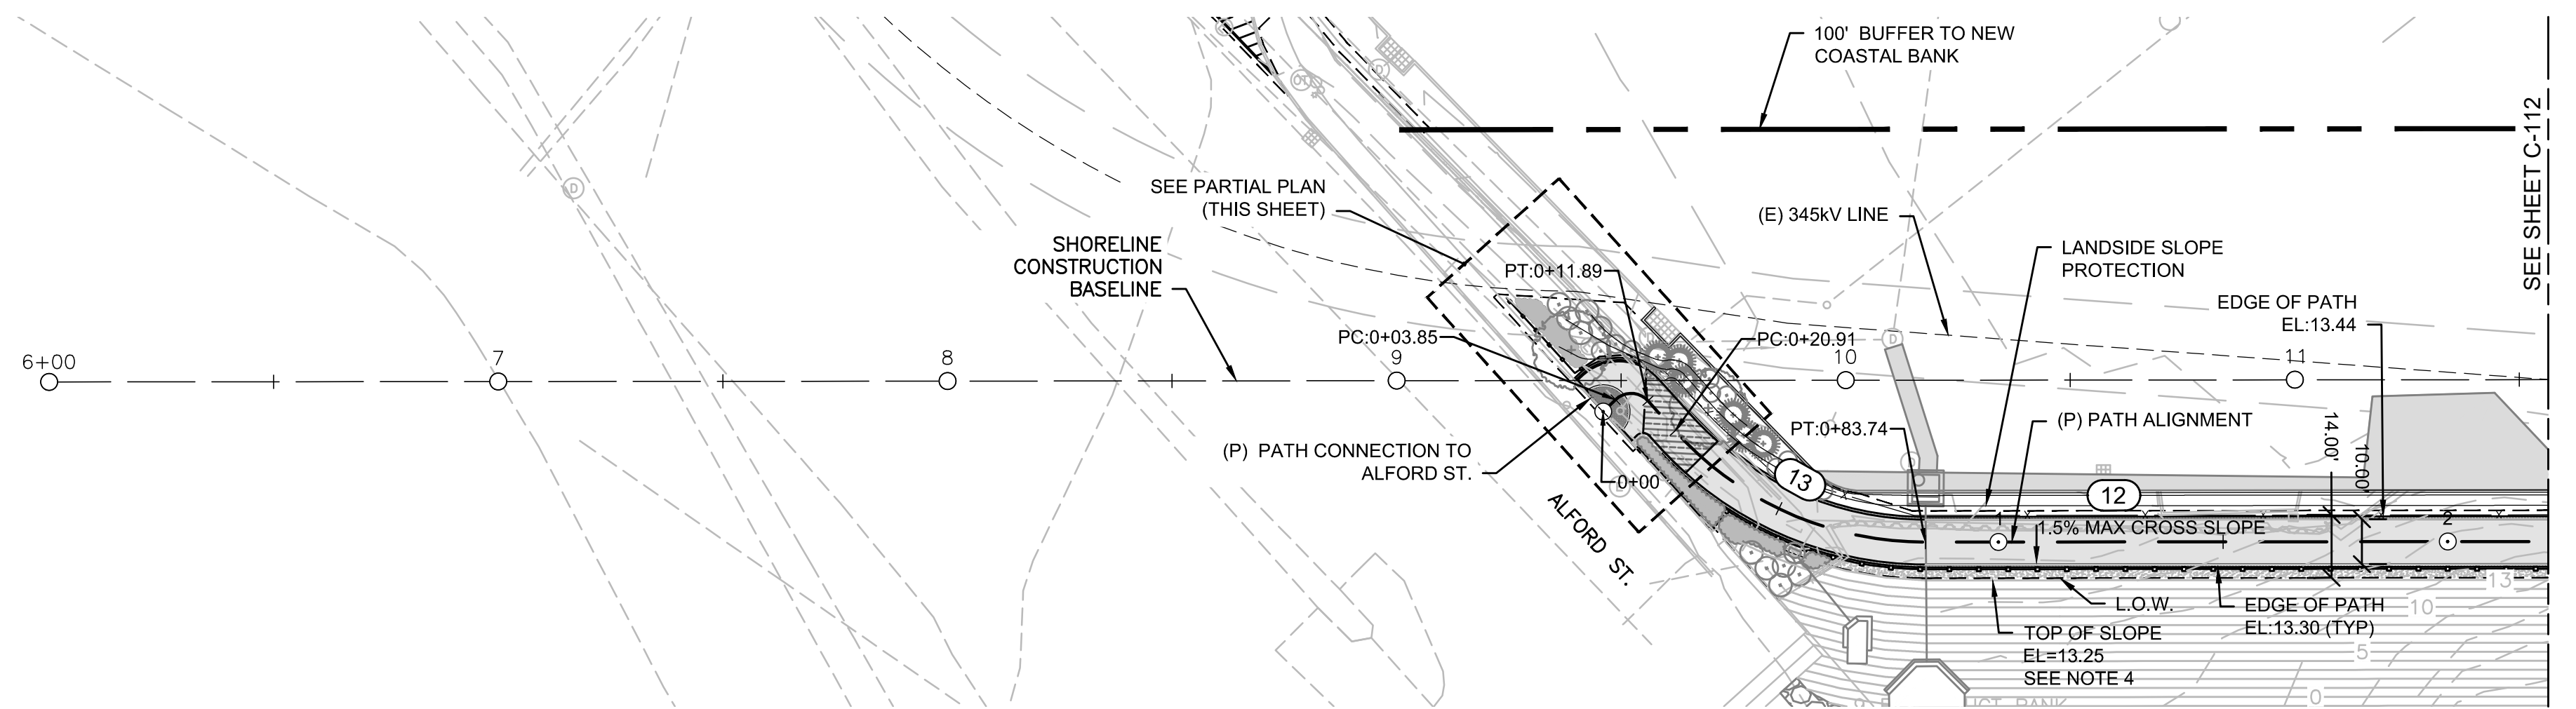 100' BUFFER TO NEW
COASTAL BANK
SEE SHEET C-112
SEE PARTIAL PLAN
(THIS SHEET)
(E) 345kV LINE
SHORELINE
CONSTRUCTION
BASELINE
LANDSIDE SLOPE
PROTECTION
PT:0+11.89
EDGE OF PATH
EL:13.44
PC:0+03.85
PC:0+20.91
6+00
7
8
9
10
11
(P) PATH CONNECTION TO
ALFORD ST.
0+00
PT:0+83.74
(P) PATH ALIGNMENT
14.00'
10.00'
13
12
ALFORD ST.
1
1.5% MAX CROSS SLOPE
2
L.O.W.
EDGE OF PATH
EL:13.30 (TYP)
TOP OF SLOPE
EL=13.25
SEE NOTE 4
13
10
5
0
D
D
D
BANK